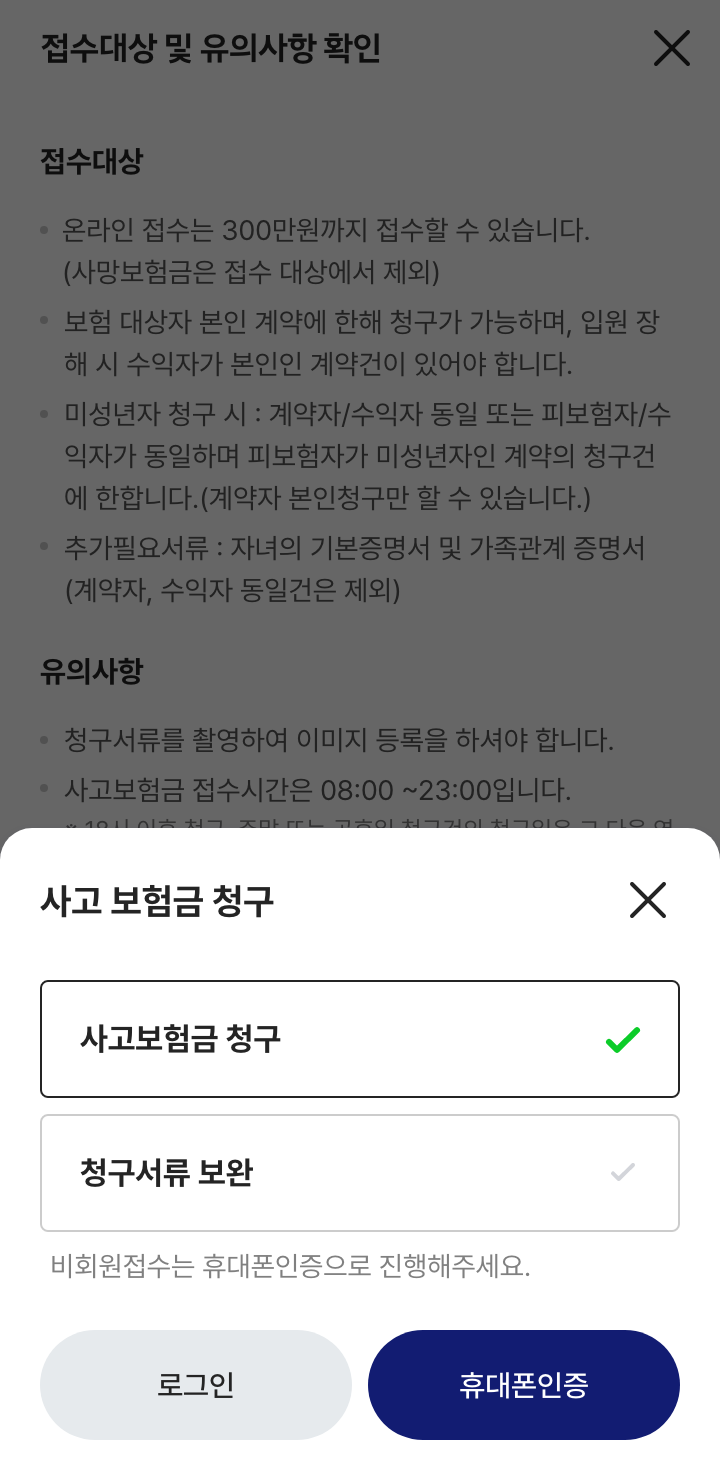 접수대상 및 유의사항 확인
접수대상
온라인 접수는 300만원까지 접수할 수 있습니다.
(사망보험금은 접수 대상에서 제외)
보험 대상자 본인 계약에 한해 청구가 가능하며, 입원 장
해 시 수익자가 본인인 계약건이 있어야 합니다.
미성년자 청구 시 : 계약자/수익자 동일 또는 피보험자/수
익자가 동일하며 피보험자가 미성년자인 계약의 청구건
에 한합니다.(계약자 본인청구만 할 수 있습니다.)
추가필요서류 : 자녀의 기본증명서 및 가족관계 증명서
(계약자, 수익자 동일건은 제외)
유의사항
청구서류를 촬영하여 이미지 등록을 하셔야 합니다.
사고보험금 접수시간은 08:00 ~23:00입니다.
사고 보험금 청구
사고보험금 청구
청구서류 보완
비회원접수는 휴대폰인증으로 진행해주세요.
로그인
휴대폰인증